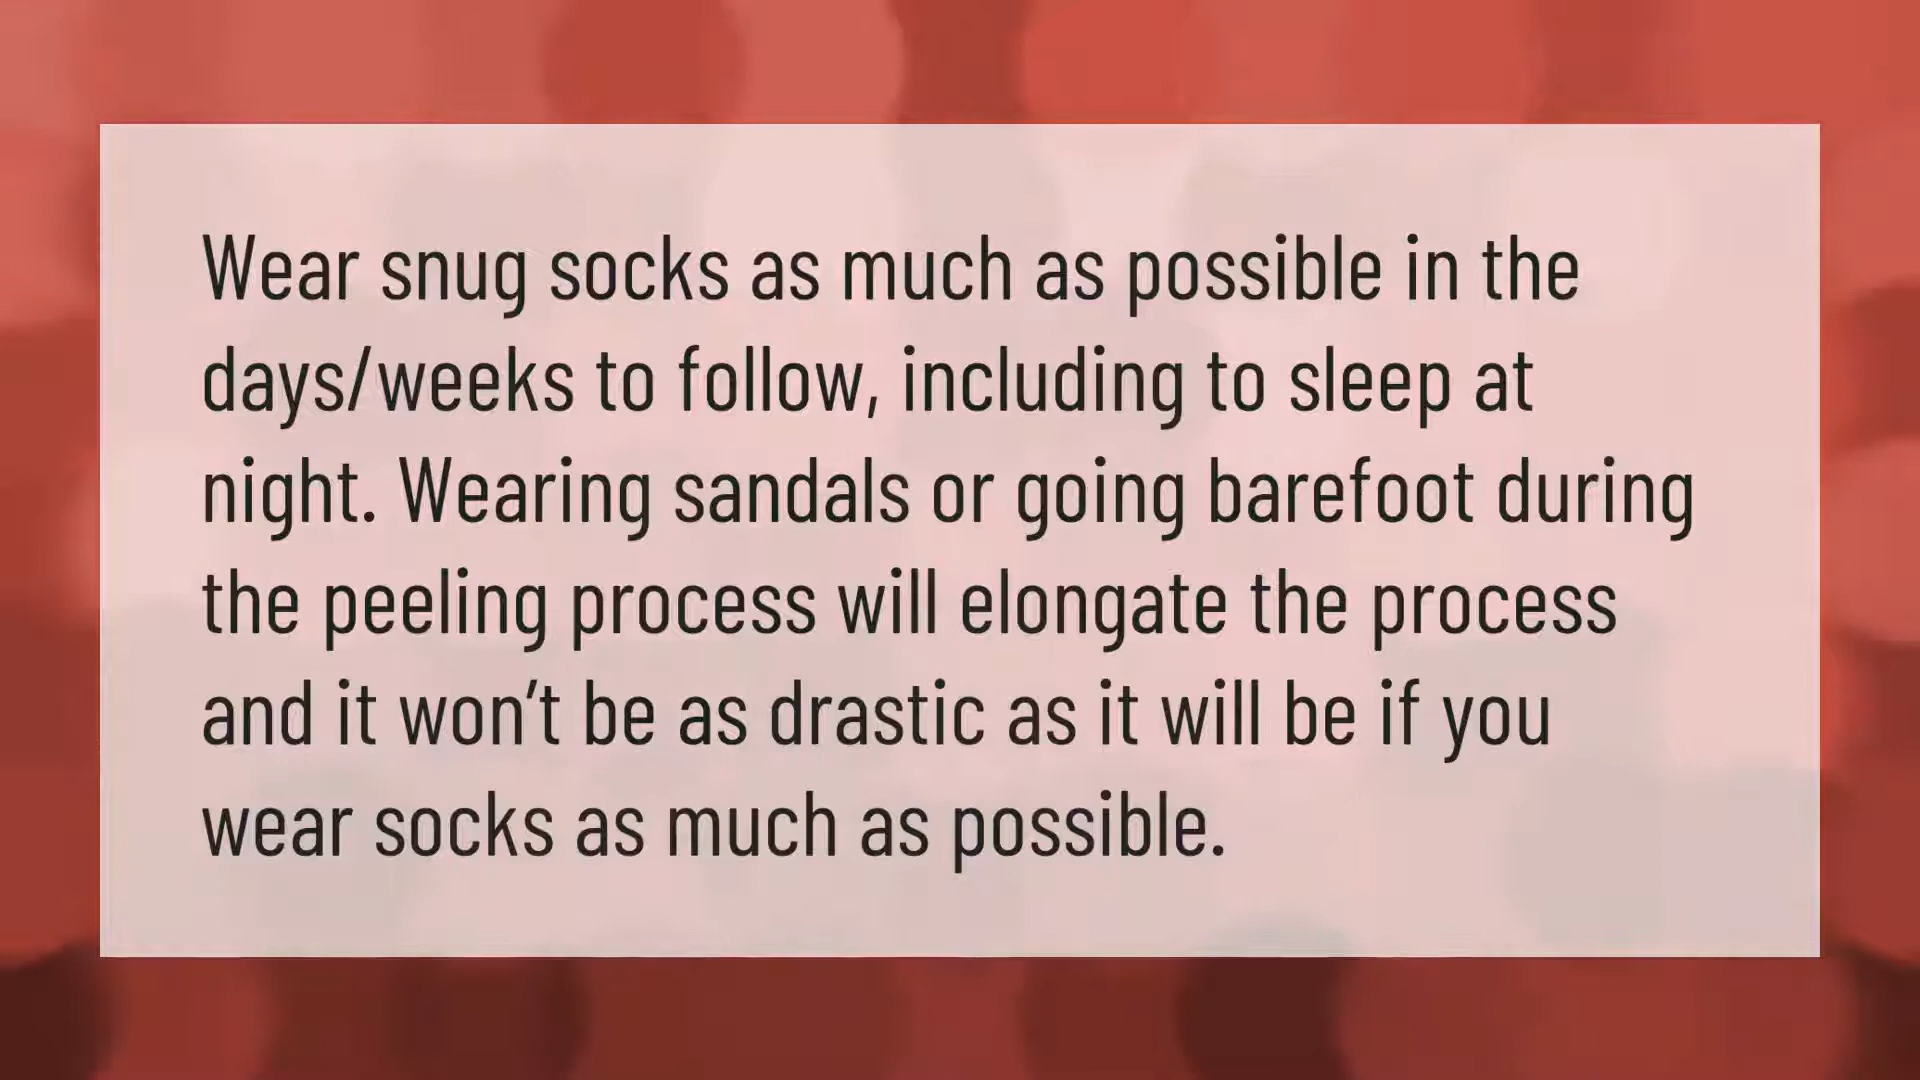 Wear snug socks as much as possible in the
days/weeks to follow, including to sleep at
night. Wearing sandals or going barefoot during
the peeling process will elongate the process
and it won’t be as drastic as it will be if you
wear socks as much as possible.